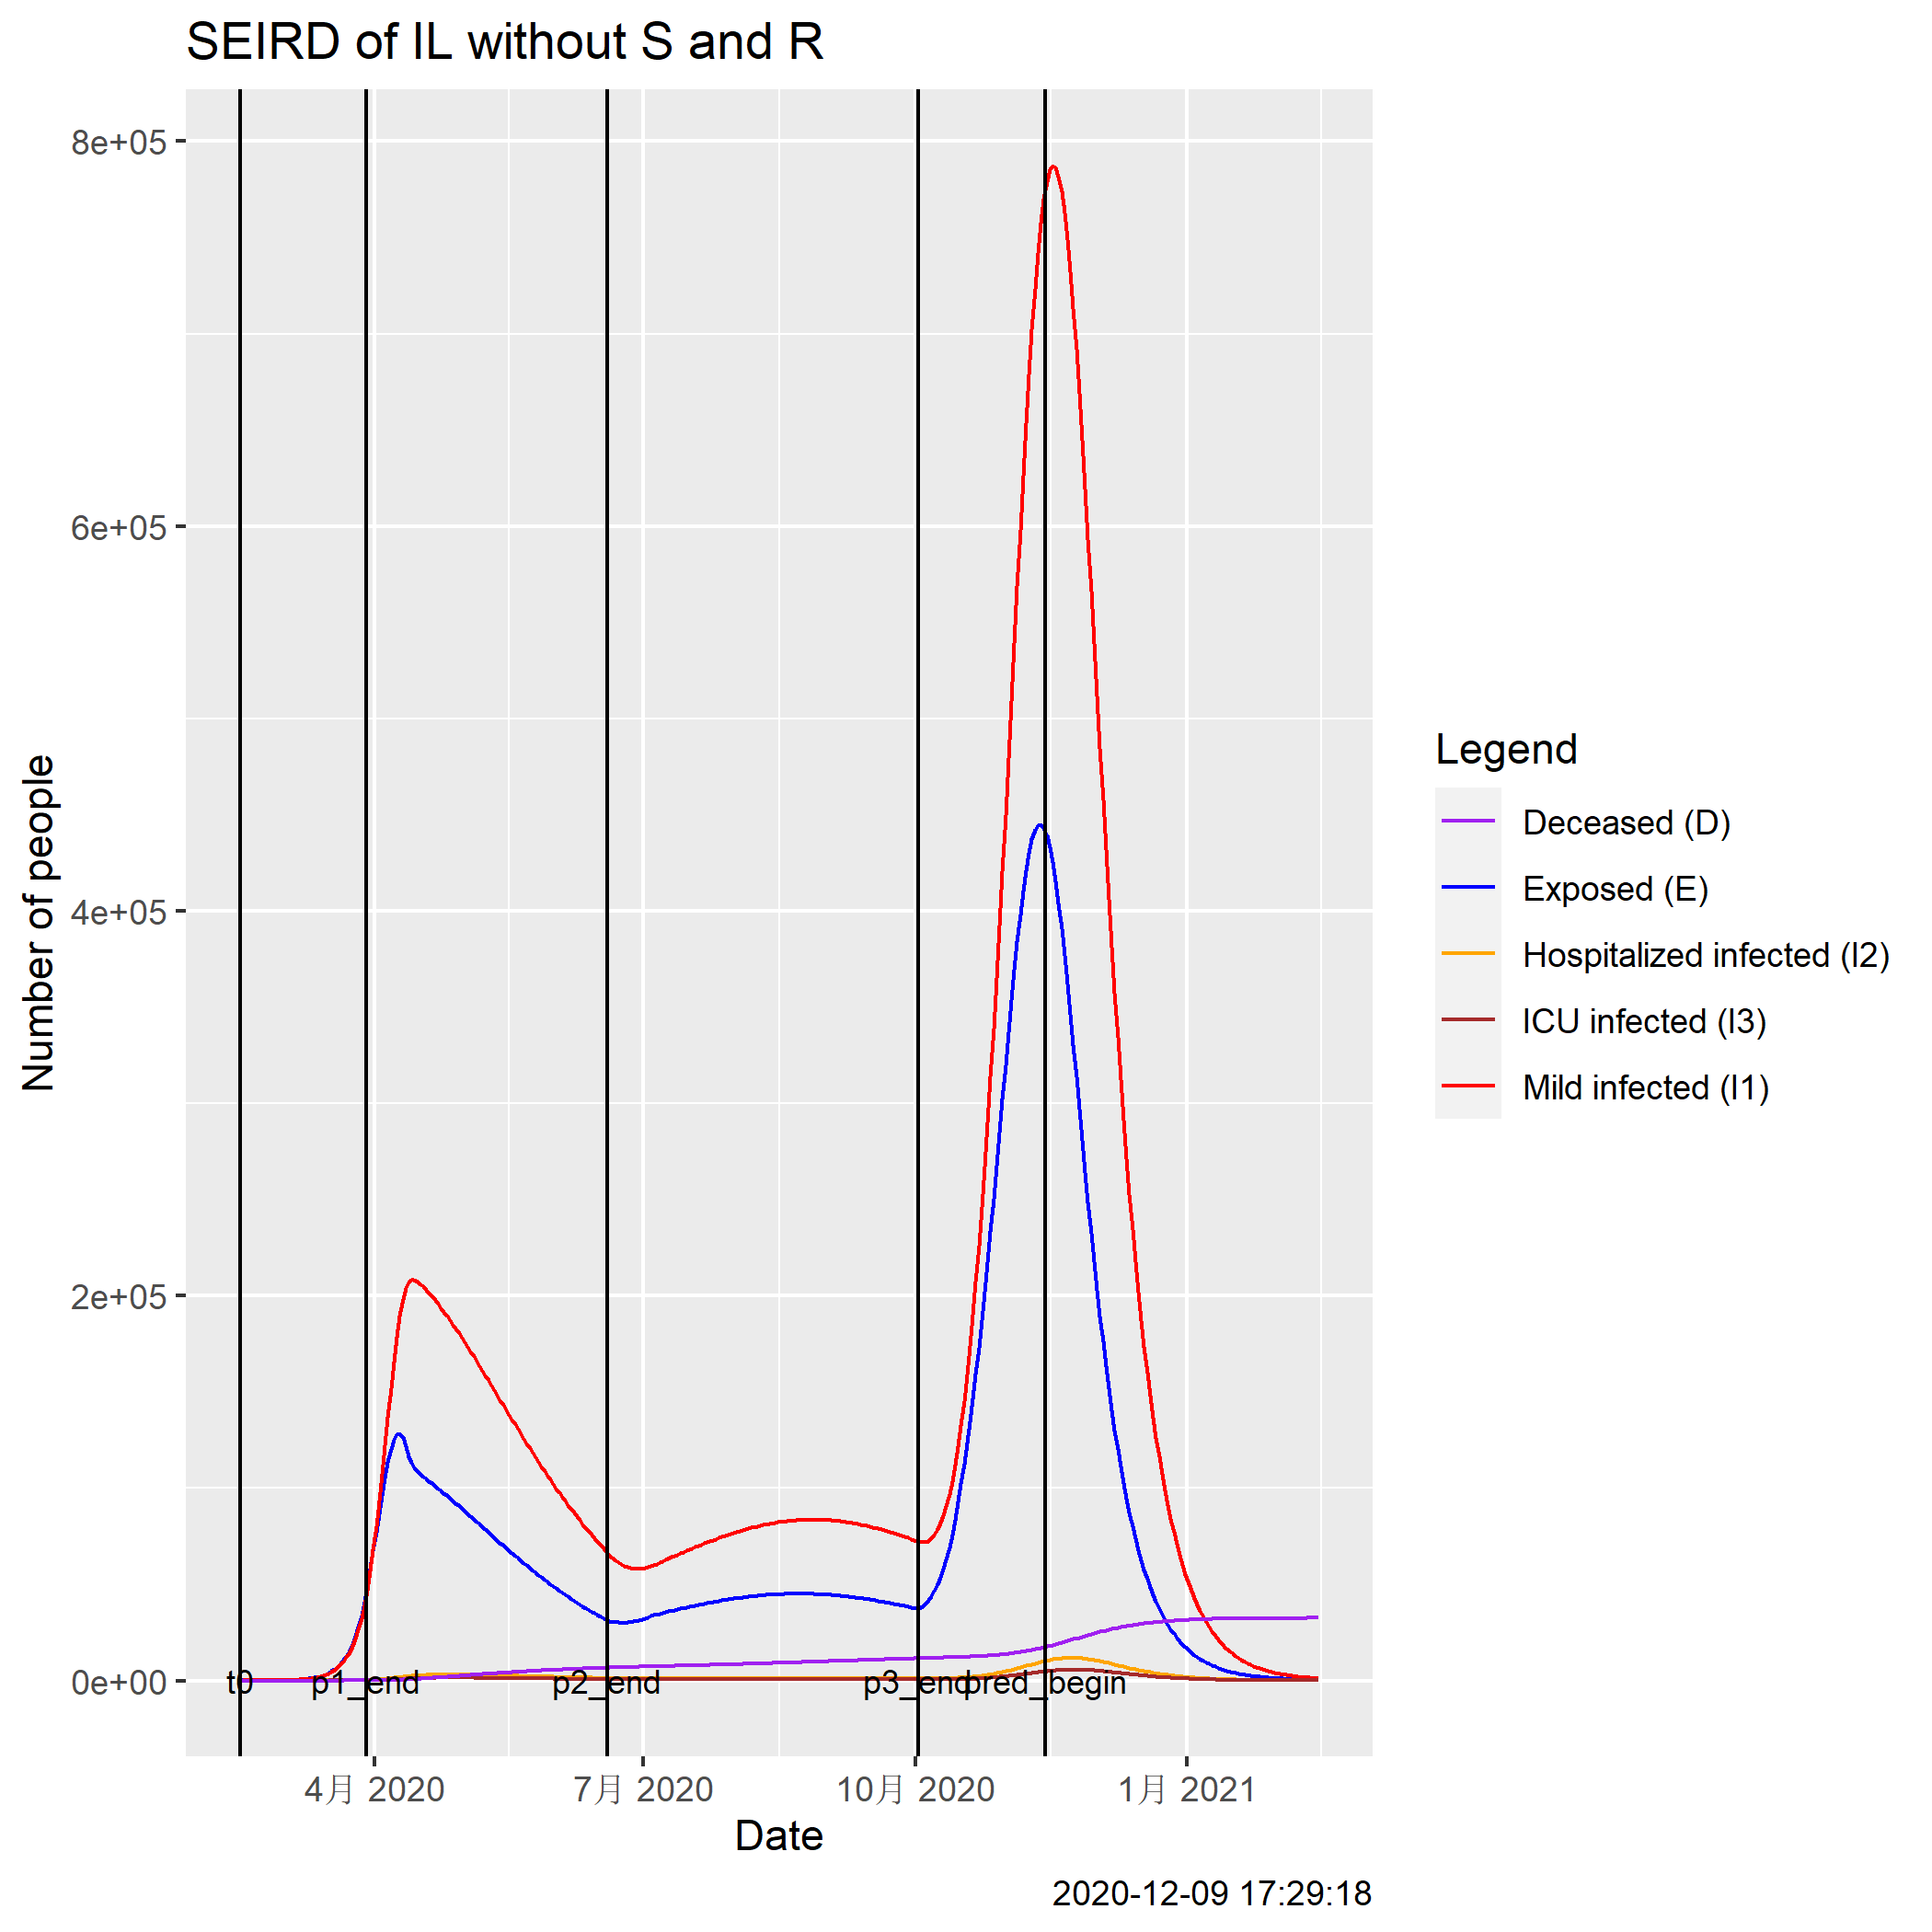 SEIRD of IL without S and R
8e+05
6e+05
4e+05
2e+05
0e+00
Number of people
t0
p1_end
p2_end
p3_end
pred_begin
4月 2020
7月 2020
10月 2020
1月 2021
Date
Legend
Deceased (D)
Exposed (E)
Hospitalized infected (I2)
ICU infected (I3)
Mild infected (I1)
2020-12-09 17:29:18